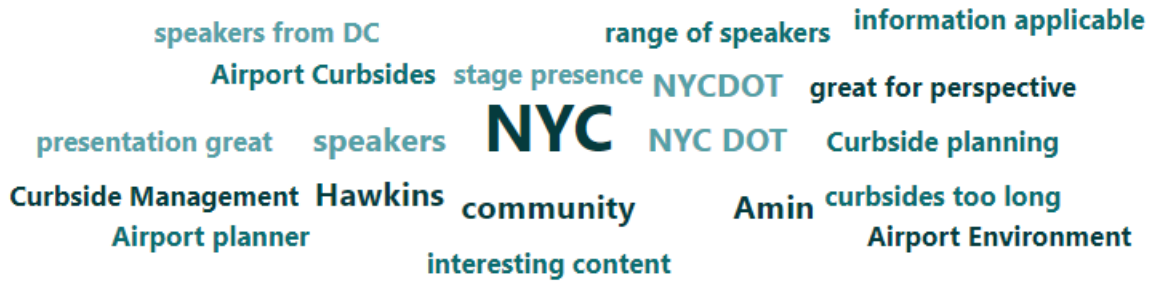 speakers from DC
range of speakers
information applicable
Airport Curbsides
stage presence
NYCDOT
great for perspective
presentation great
speakers
NYC
NYC DOT
Curbside planning
Curbside Management
Hawkins
community
Amin
curbsides too long
Airport planner
Airport Environment
interesting content